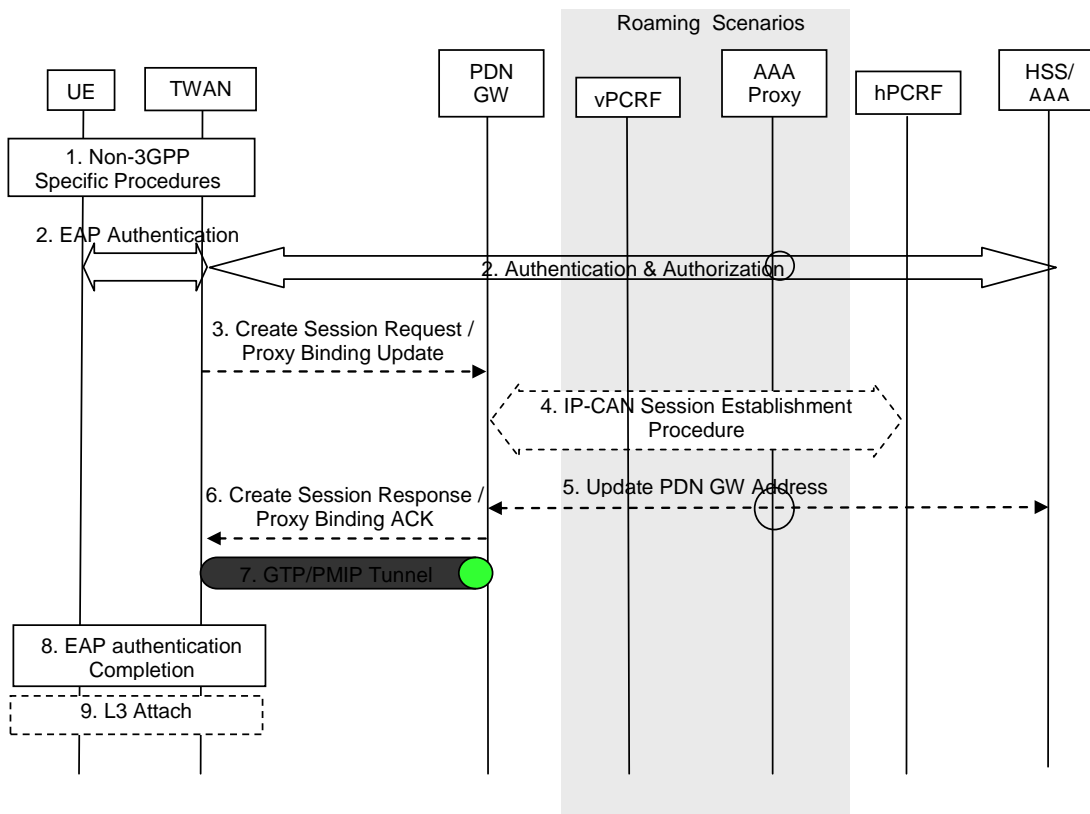 Roaming Scenarios
UE
TWAN
PDN
GW
vPCRF
AAA
Proxy
hPCRF
HSS/
AAA
1. Non-3GPP
Specific Procedures
2. EAP Authentication
2. Authentication & Authorization
3. Create Session Request /
Proxy Binding Update
4. IP-CAN Session Establishment
Procedure
5. Update PDN GW Address
6. Create Session Response /
Proxy Binding ACK
7. GTP/PMIP Tunnel
8. EAP authentication
Completion
9. L3 Attach